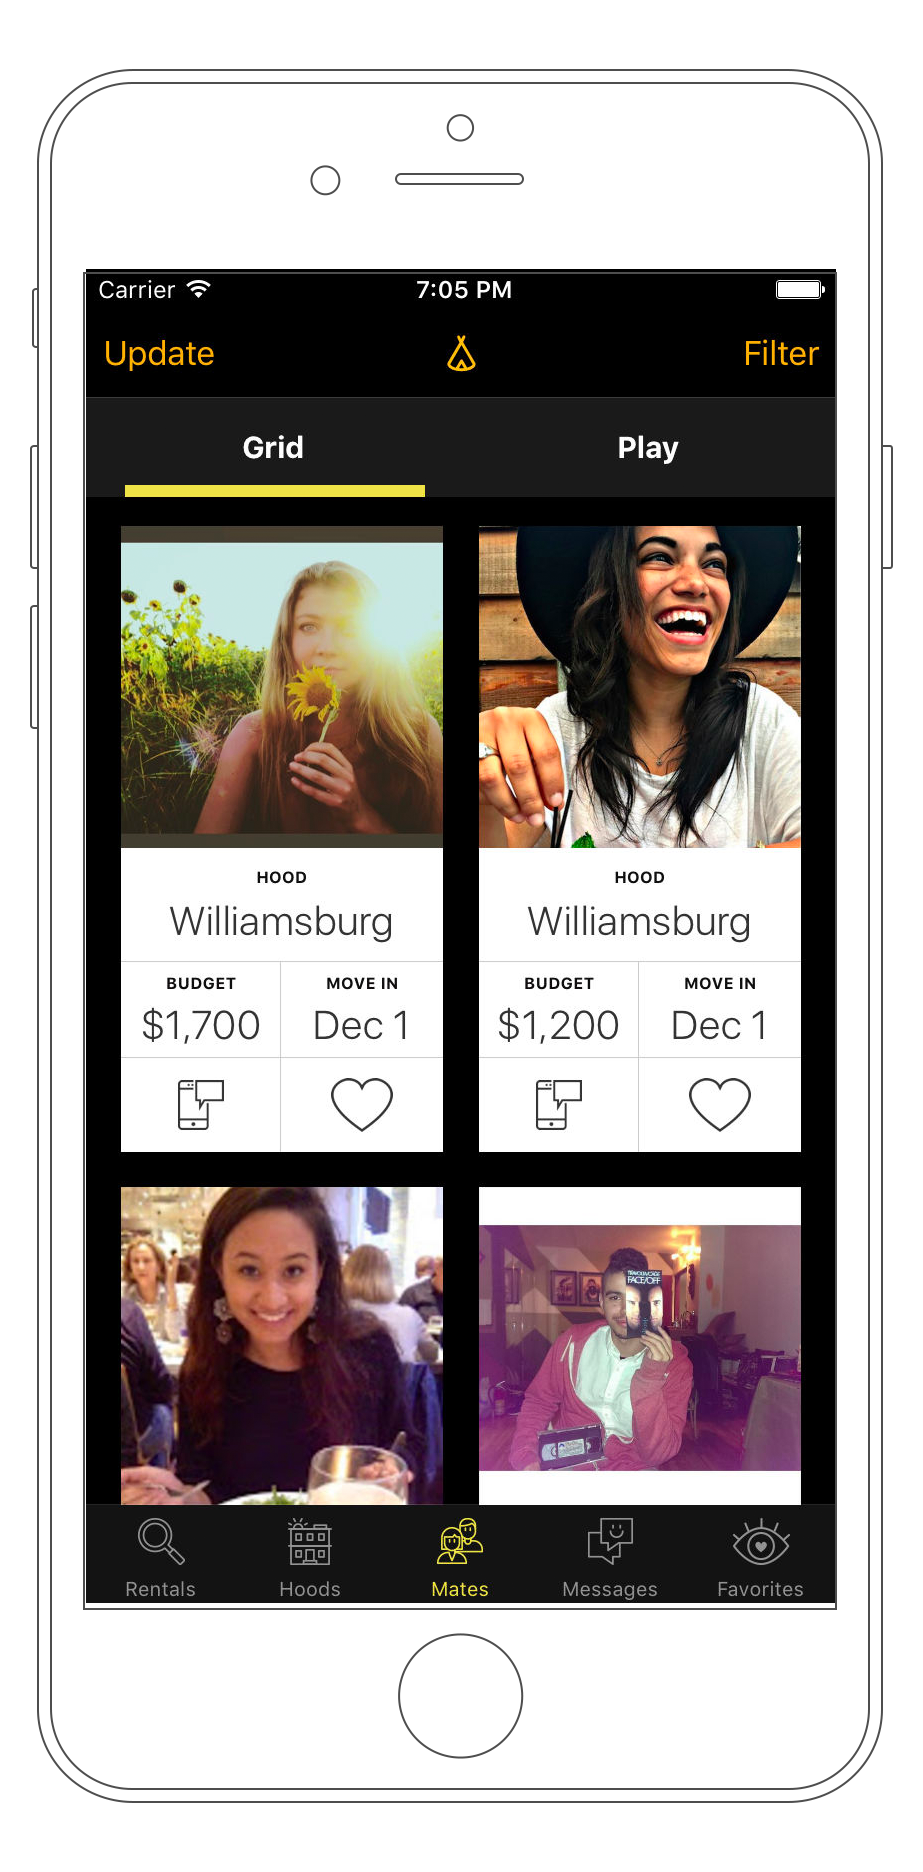 Carrier 7:05 PM
Update Filter
Grid Play
HOOD HOOD
Williamsburg Williamsburg
BUDGET MOVE IN BUDGET MOVE IN
$1,700 Dec 1 $1,200 Dec 1
FACE/OFF
Rentals Hoods Mates Messages Favorites